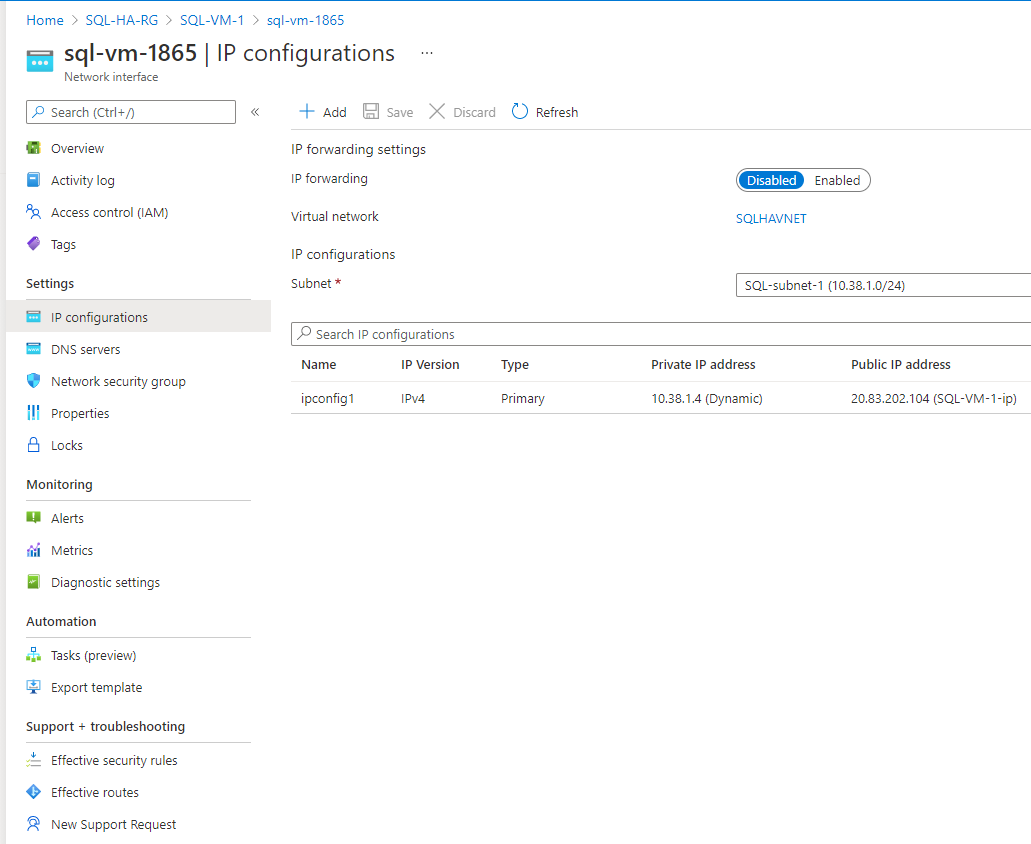 Home > SQL-HA-RG > SQL-VM-1 > sql-vm-1865
sql-vm-1865 | IP configurations ...
Network interface
Search (Ctrl+/) «
Overview
Activity log
Access control (IAM)
Tags
Settings
IP configurations
DNS servers
Network security group
Properties
Locks
Monitoring
Alerts
Metrics
Diagnostic settings
Automation
Tasks (preview)
Export template
Support + troubleshooting
Effective security rules
Effective routes
New Support Request
Add Save Discard Refresh
IP forwarding settings
IP forwarding Disabled Enabled
Virtual network SQLHAVNET
IP configurations
Subnet * SQL-subnet-1 (10.38.1.0/24)
Search IP configurations
Name IP Version Type Private IP address Public IP address
ipconfig1 IPv4 Primary 10.38.1.4 (Dynamic) 20.83.202.104 (SQL-VM-1-ip)